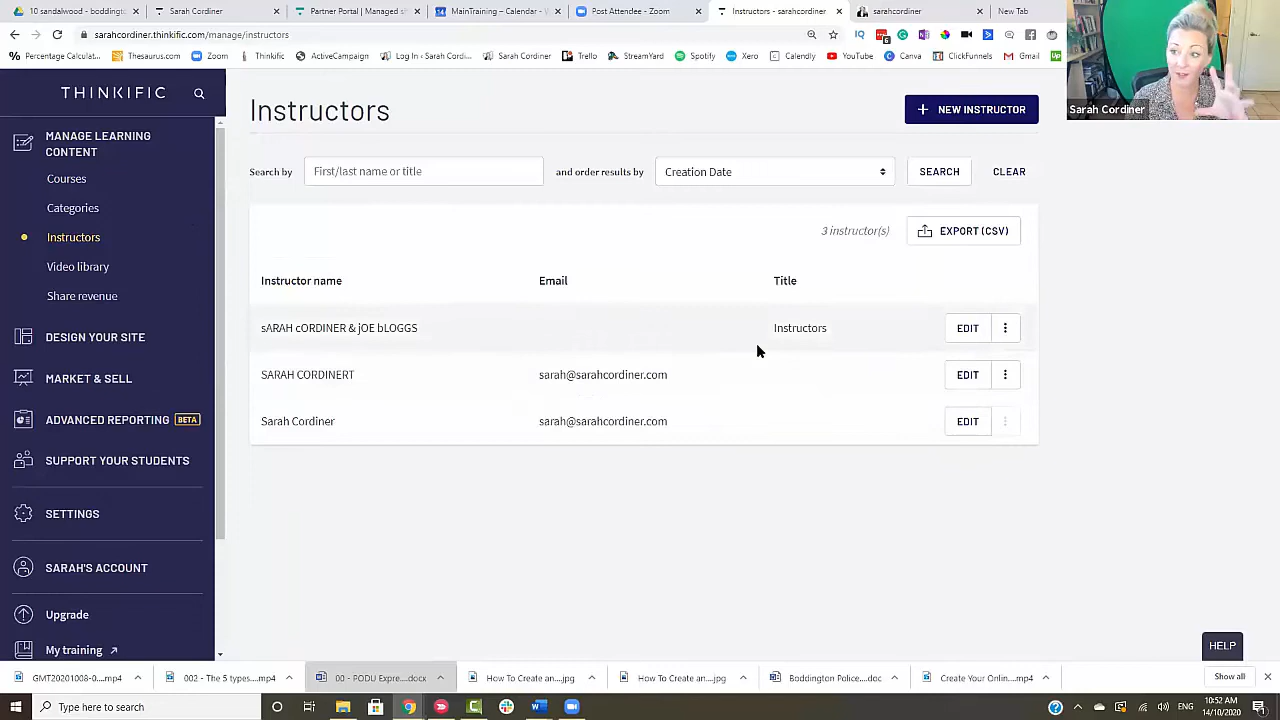 10 sandalwood - boddingto
Sarah Cordiner
Partner Portal | Managed s
MainTraining - Calendar - W
Post Attendee - Zoom
Instructors - sarahcordiner
sarahcordiner
New Tab
sarahcordiner.thinkific.com/manage/instructors
Percentage Calculat...
Thesaurus.com
Zoom
Thinkific
ActiveCampaign
Log In ‹ Sarah Cord...
Sarah Cordiner
Trello
StreamYard
Spotify
Xero
Canva
YouTube
ClickFunnels
Gmail
Up
Sarah Cordiner
THINKIFIC
MANAGE LEARNING
CONTENT
Courses
Categories
Instructors
Video library
Share revenue
DESIGN YOUR SITE
MARKET & SELL
ADVANCED REPORTING BETA
SUPPORT YOUR STUDENTS
SETTINGS
SARAH'S ACCOUNT
Upgrade
My training
Instructors
+ NEW INSTRUCTOR
Search by First/last name or title and order results by Creation Date SEARCH CLEAR
3 instructor(s) EXPORT (CSV)
Instructor name Email Title
sARAH cORDINER & jOE bLOGGS Instructors EDIT
SARAH CORDINERT sarah@sarahcordiner.com EDIT
Sarah Cordiner sarah@sarahcordiner.com EDIT
HELP
GMT20201008-0....mp4
002 - The 5 types....mp4
00 - PODU Expre....docx
How To Create an....jpg
How To Create an....jpg
Boddington Police....doc
Create Your Onlin....mp4
Show all
Type here to search
ENG
10:52 AM
14/10/2020